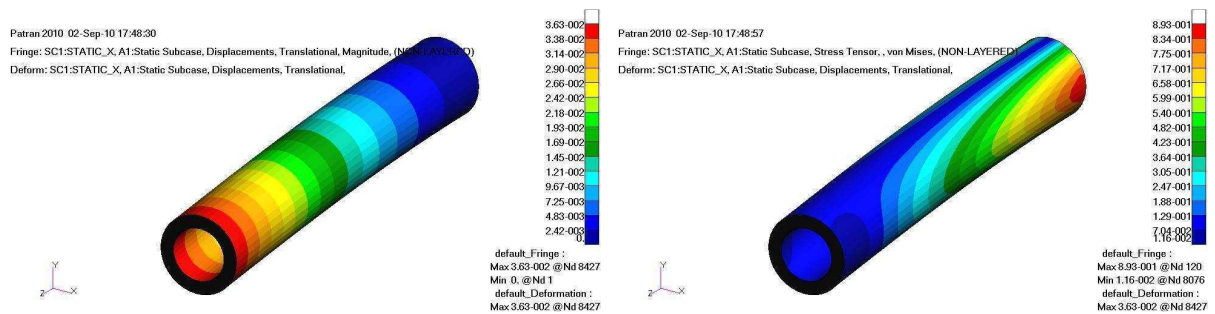 Patran 2010 02-Sep-10 17:48:30
Fringe: SC1:STATIC_X, A1:Static Subcase, Displacements, Translational, Magnitude, (NON-LAYERED)
Deform: SC1:STATIC_X, A1:Static Subcase, Displacements, Translational,
3.63-002
3.38-002
3.14-002
2.90-002
2.66-002
2.42-002
2.18-002
1.93-002
1.69-002
1.45-002
1.21-002
9.67-003
7.25-003
4.83-003
2.42-003
0.
default_Fringe :
Max 3.63-002 @Nd 8427
Min 0. @Nd 1
default_Deformation :
Max 3.63-002 @Nd 8427
Y
Z X
Patran 2010 02-Sep-10 17:48:57
Fringe: SC1:STATIC_X, A1:Static Subcase, Stress Tensor, , von Mises, (NON-LAYERED)
Deform: SC1:STATIC_X, A1:Static Subcase, Displacements, Translational,
8.93-001
8.34-001
7.75-001
7.17-001
6.58-001
5.99-001
5.40-001
4.82-001
4.23-001
3.64-001
3.05-001
2.47-001
1.88-001
1.29-001
7.04-002
1.16-002
default_Fringe :
Max 8.93-001 @Nd 120
Min 1.16-002 @Nd 8076
default_Deformation :
Max 3.63-002 @Nd 8427
Y
Z X